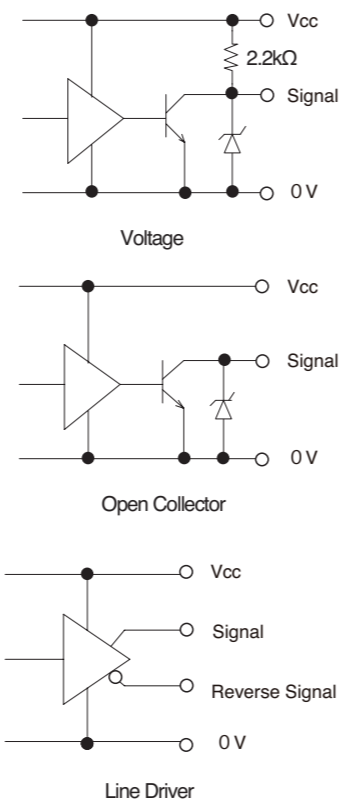 Vcc
2.2kΩ
Signal
0 V
Voltage
Vcc
Signal
0 V
Open Collector
Vcc
Signal
Reverse Signal
0 V
Line Driver